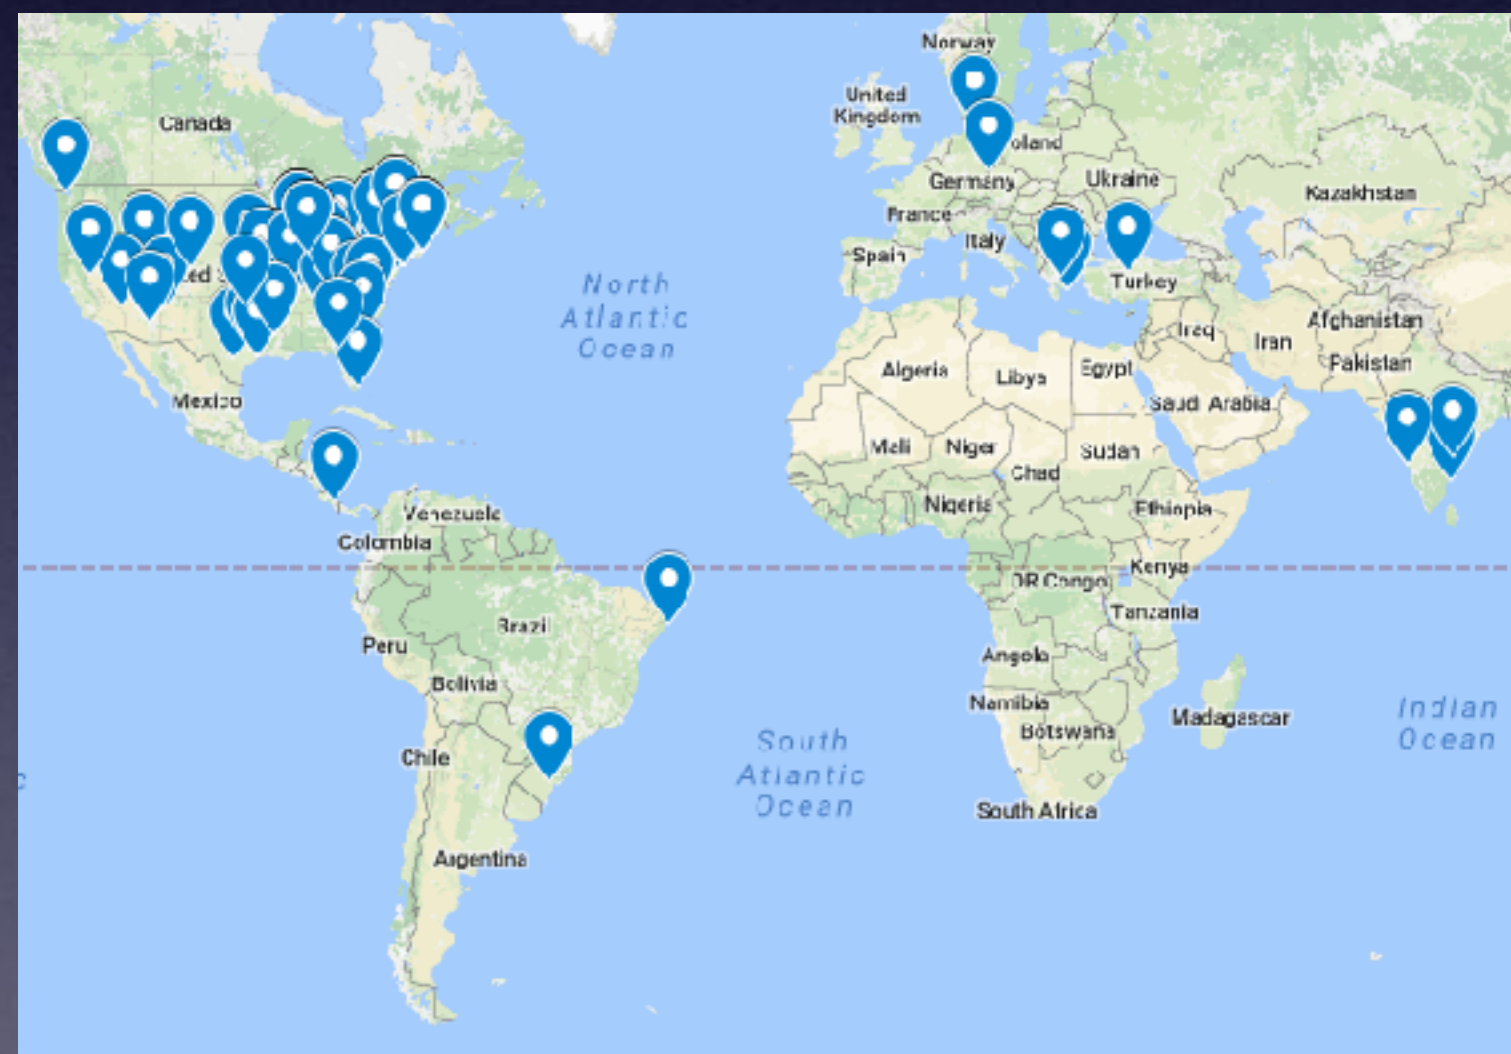 Norway
United
Kingdom
Canada
oland
Germany
Ukraine
Kazakhstan
France
Italy
Spain
Turkey
ed S
North
Atlantic
Ocean
Iraq
Iran
Afghanistan
Pakistan
Algeria
Libya
Egypt
Saudi Arabia
Mexico
Mali
Niger
Chad
Sudan
Nigeria
Ethiopia
Venezuela
Colombia
DR Congo
Kenya
Tanzania
Brazil
Peru
Bolivia
Angola
Namibia
Botswana
Madagascar
Indian
Ocean
South
Atlantic
Ocean
Chile
c
South Africa
Argentina